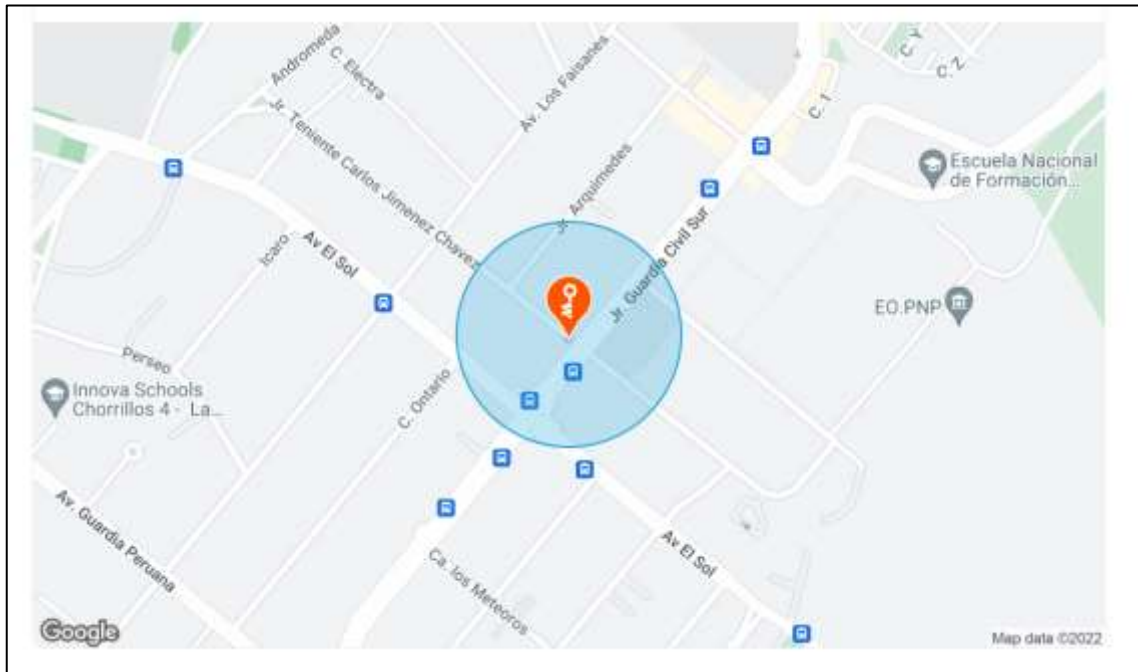 Andromeda
C. Electra
Av. Los Faisanes
C. Y
C. Z
C. 1
Jr. Teniente Carlos Jimenez Chavez
Jr. Arquimedes
Escuela Nacional
de Formación...
Icaro
Av El Sol
Jr. Guardia Civil Sur
EO.PNP
Perseo
Innova Schools
Chorrillos 4 - La...
C. Ontario
Av. Guardia Peruana
Ca. los Meteoros
Av El Sol
Google
Map data ©2022